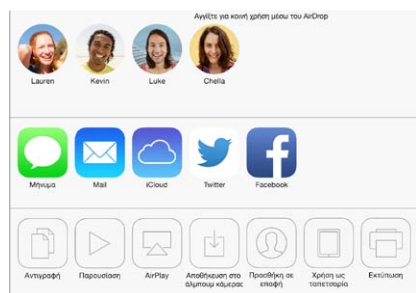 Αγγίξτε για κοινή χρήση μέσω του AirDrop
Lauren Kevin Luke Chella
Μήνυμα Mail iCloud Twitter Facebook
Αντιγραφή Παρουσίαση AirPlay Αποθήκευση στο Προσθήκη σε Χρήση ως Εκτύπωση
άλμπουμ κάμερας επαφή ταπετσαρία